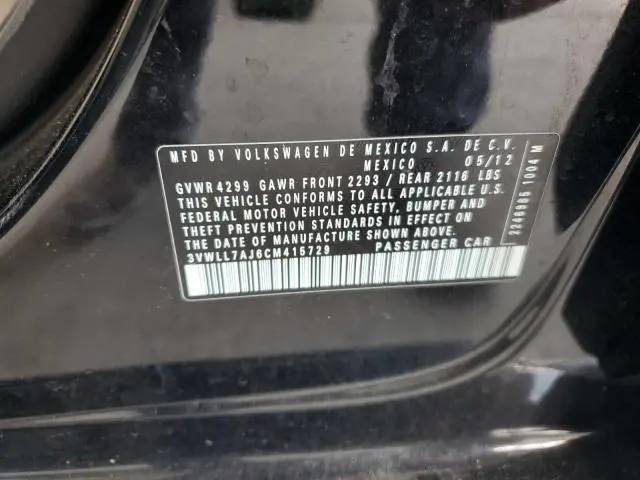 MFD BY VOLKSWAGEN DE MEXICO S.A. DE C.V.
MEXICO 05/12
GVWR 4299 GAWR FRONT 2293 / REAR 2116 LBS
THIS VEHICLE CONFORMS TO ALL APPLICABLE U.S.
FEDERAL MOTOR VEHICLE SAFETY, BUMPER AND
THEFT PREVENTION STANDARDS IN EFFECT ON
THE DATE OF MANUFACTURE SHOWN ABOVE.
3VWLL7AJ6CM415729 PASSENGER CAR
1004 M